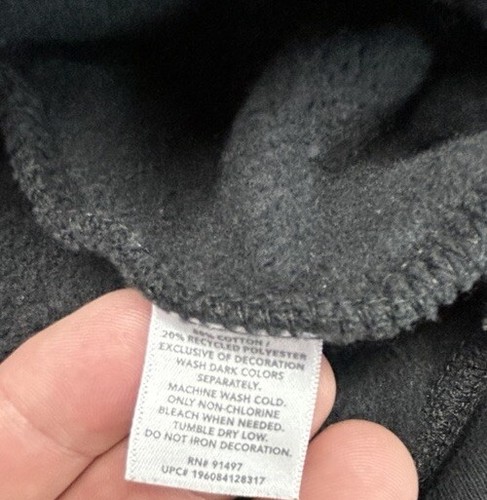 80% COTTON /
20% RECYCLED POLYESTER
EXCLUSIVE OF DECORATION
WASH DARK COLORS
SEPARATELY.
MACHINE WASH COLD.
ONLY NON-CHLORINE
BLEACH WHEN NEEDED.
TUMBLE DRY LOW.
DO NOT IRON DECORATION.
RN# 91497
UPC# 196084128317